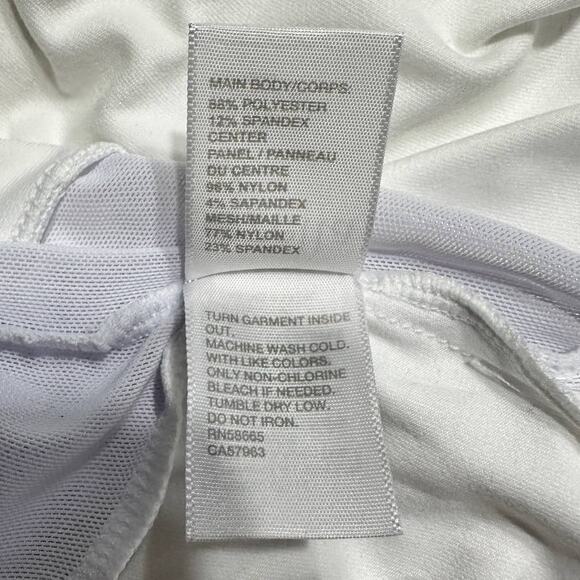 MAIN BODY/CORPS:
88% POLYESTER
12% SPANDEX
CENTER
PANEL / PANNEAU
DU CENTRE
96% NYLON
4% SAPANDEX
MESH/MAILLE
77% NYLON
23% SPANDEX
TURN GARMENT INSIDE
OUT.
MACHINE WASH COLD.
WITH LIKE COLORS.
ONLY NON-CHLORINE
BLEACH IF NEEDED.
TUMBLE DRY LOW.
DO NOT IRON.
RN58665
CA57963